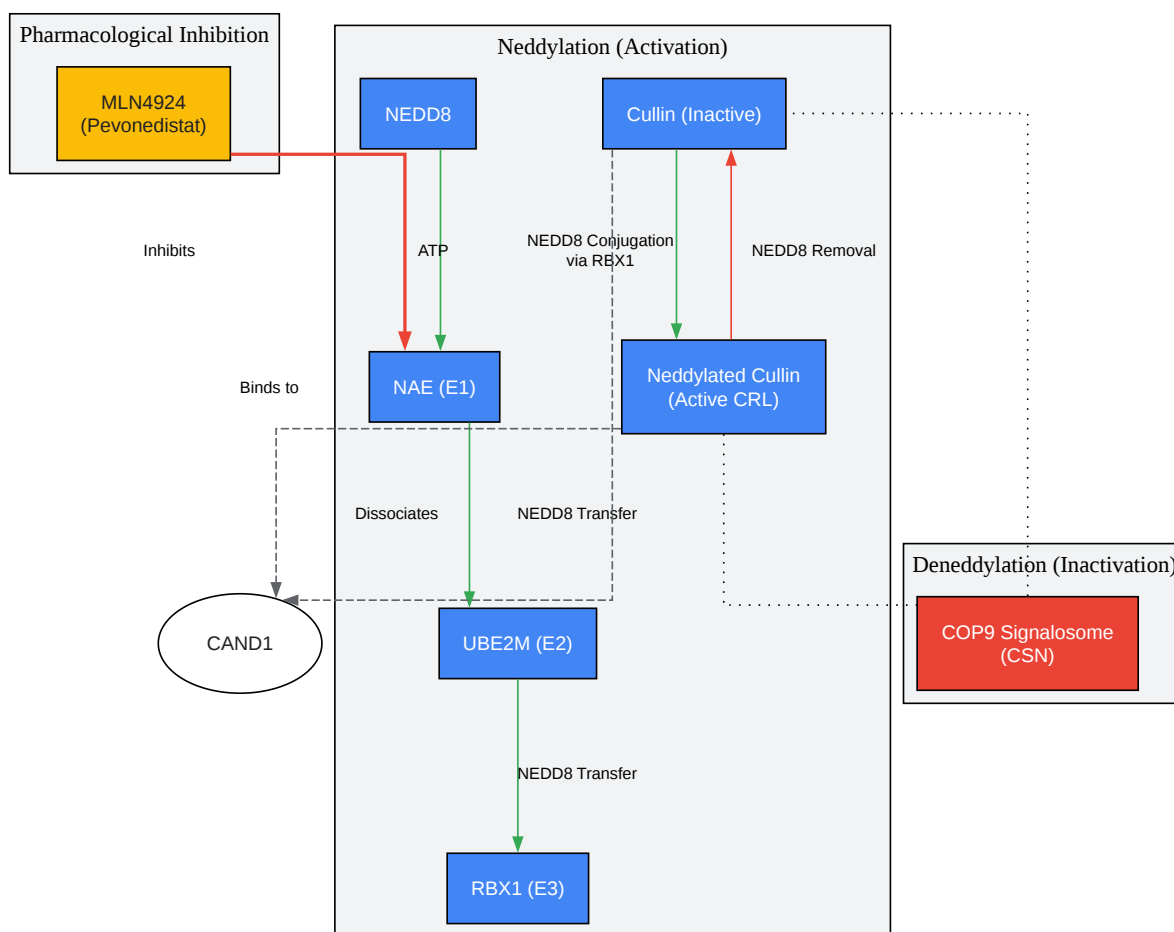 Pharmacological Inhibition
MLN4924
(Pevonedistat)
Neddylation (Activation)
NEDD8
Cullin (Inactive)
Inhibits
ATP
NEDD8 Conjugation
via RBX1
NEDD8 Removal
NAE (E1)
Neddylated Cullin
(Active CRL)
Binds to
Dissociates
NEDD8 Transfer
Deneddylation (Inactivation)
COP9 Signalosome
(CSN)
CAND1
UBE2M (E2)
NEDD8 Transfer
RBX1 (E3)